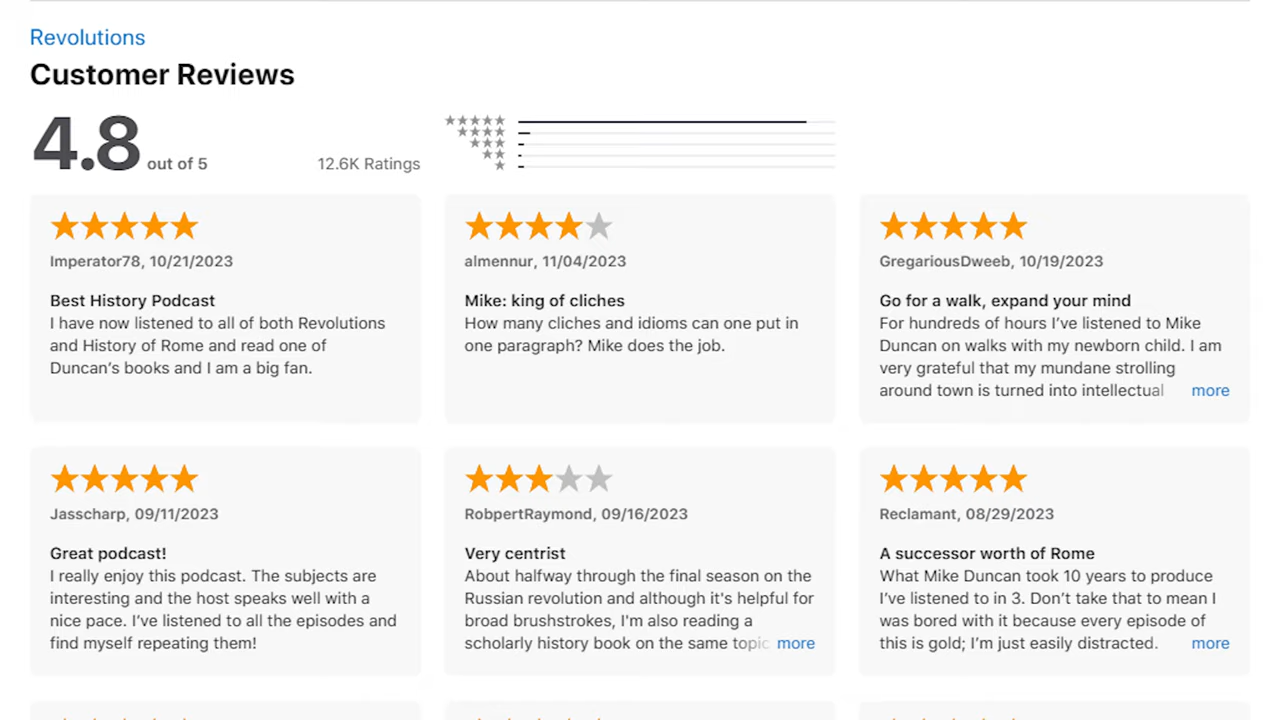 Revolutions
Customer Reviews
4.8 out of 5
12.6K Ratings
Imperator78, 10/21/2023
Best History Podcast
I have now listened to all of both Revolutions
and History of Rome and read one of
Duncan's books and I am a big fan.
almennur, 11/04/2023
Mike: king of cliches
How many cliches and idioms can one put in
one paragraph? Mike does the job.
GregariousDweeb, 10/19/2023
Go for a walk, expand your mind
For hundreds of hours I've listened to Mike
Duncan on walks with my newborn child. I am
very grateful that my mundane strolling
around town is turned into intellectual more
Jasscharp, 09/11/2023
Great podcast!
I really enjoy this podcast. The subjects are
interesting and the host speaks well with a
nice pace. I've listened to all the episodes and
find myself repeating them!
RobpertRaymond, 09/16/2023
Very centrist
About halfway through the final season on the
Russian revolution and although it's helpful for
broad brushstrokes, I'm also reading a
scholarly history book on the same topic more
Reclamant, 08/29/2023
A successor worth of Rome
What Mike Duncan took 10 years to produce
I've listened to in 3. Don't take that to mean I
was bored with it because every episode of
this is gold; I'm just easily distracted. more